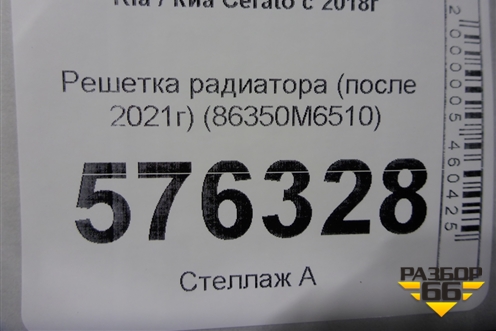 Kia / Киа Cerato с 2018г
Решетка радиатора (после
2021г) (86350M6510)
576328
Стеллаж А
2000005460425
РАЗБОР
66